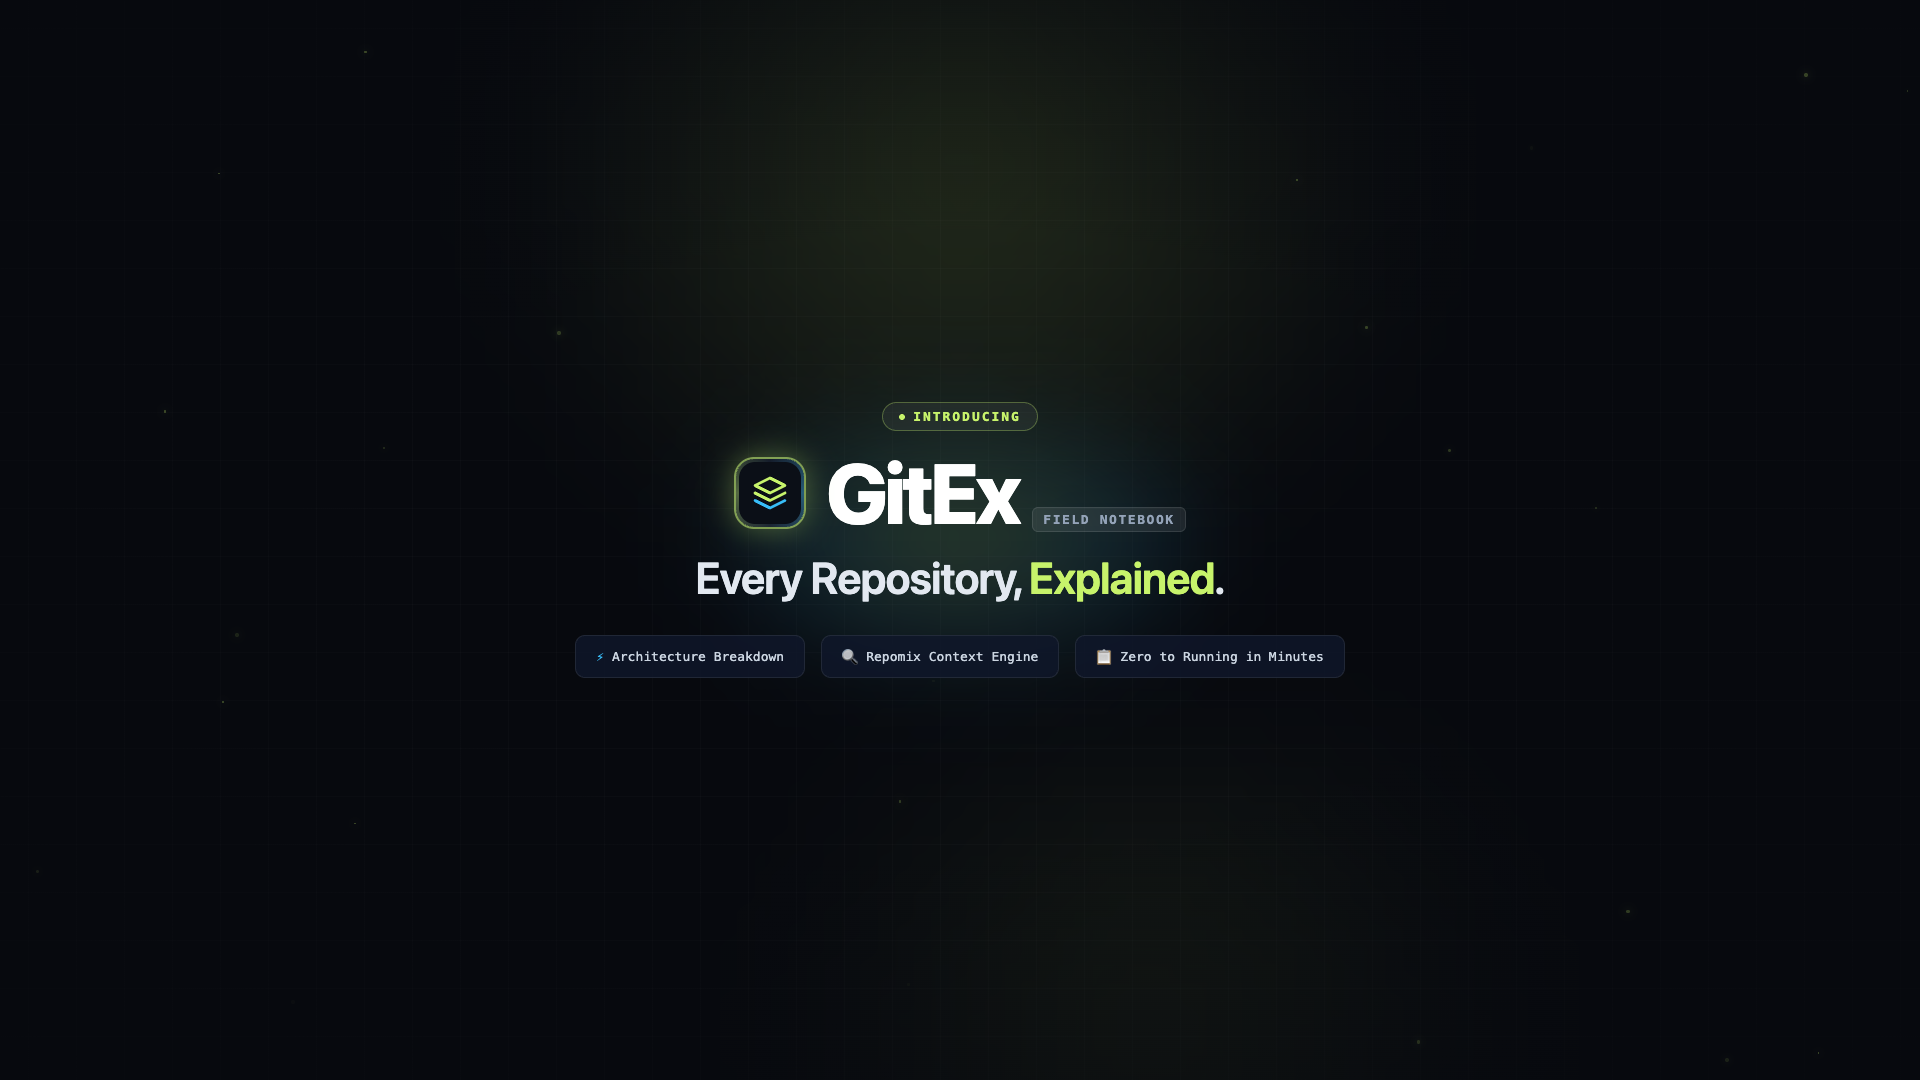 INTRODUCING
GitEx FIELD NOTEBOOK
Every Repository, Explained.
⚡ Architecture Breakdown
🔍 Repomix Context Engine
📋 Zero to Running in Minutes